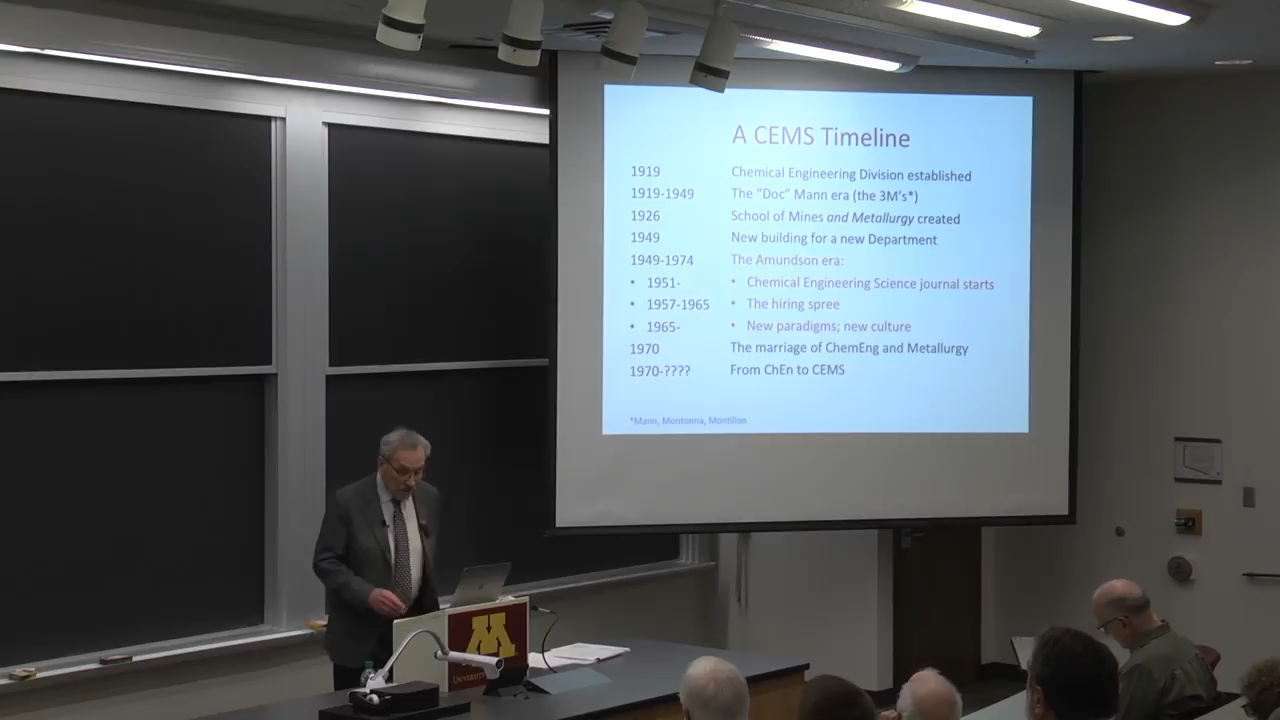 A CEMS Timeline
1919 Chemical Engineering Division established
1919-1949 The "Doc" Mann era (the 3M's*)
1926 School of Mines and Metallurgy created
1949 New building for a new Department
1949-1974 The Amundson era:
• 1951- • Chemical Engineering Science journal starts
• 1957-1965 • The hiring spree
• 1965- • New paradigms; new culture
1970 The marriage of ChemEng and Metallurgy
1970-???? From ChEn to CEMS
*Mann, Montonna, Montillon
M